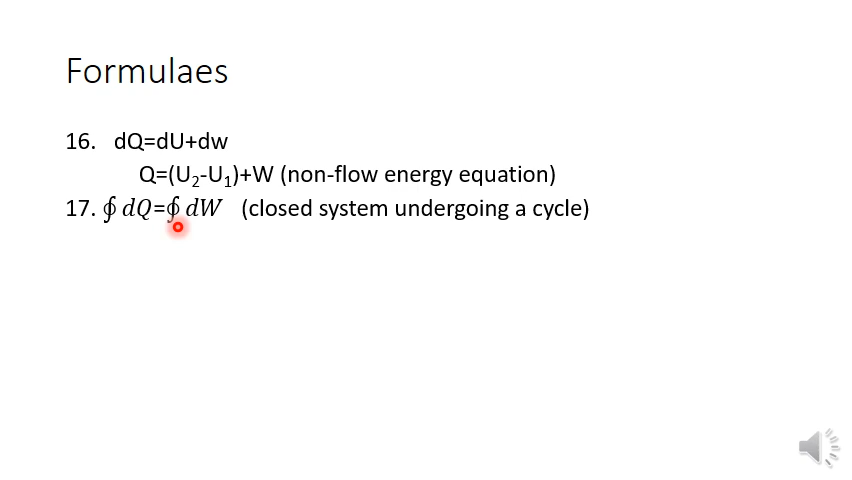 Formulaes
16. dQ=dU+dw
Q=(U₂-U₁)+W (non-flow energy equation)
17. ∮ 𝑑𝑄=∮ 𝑑𝑊 (closed system undergoing a cycle)